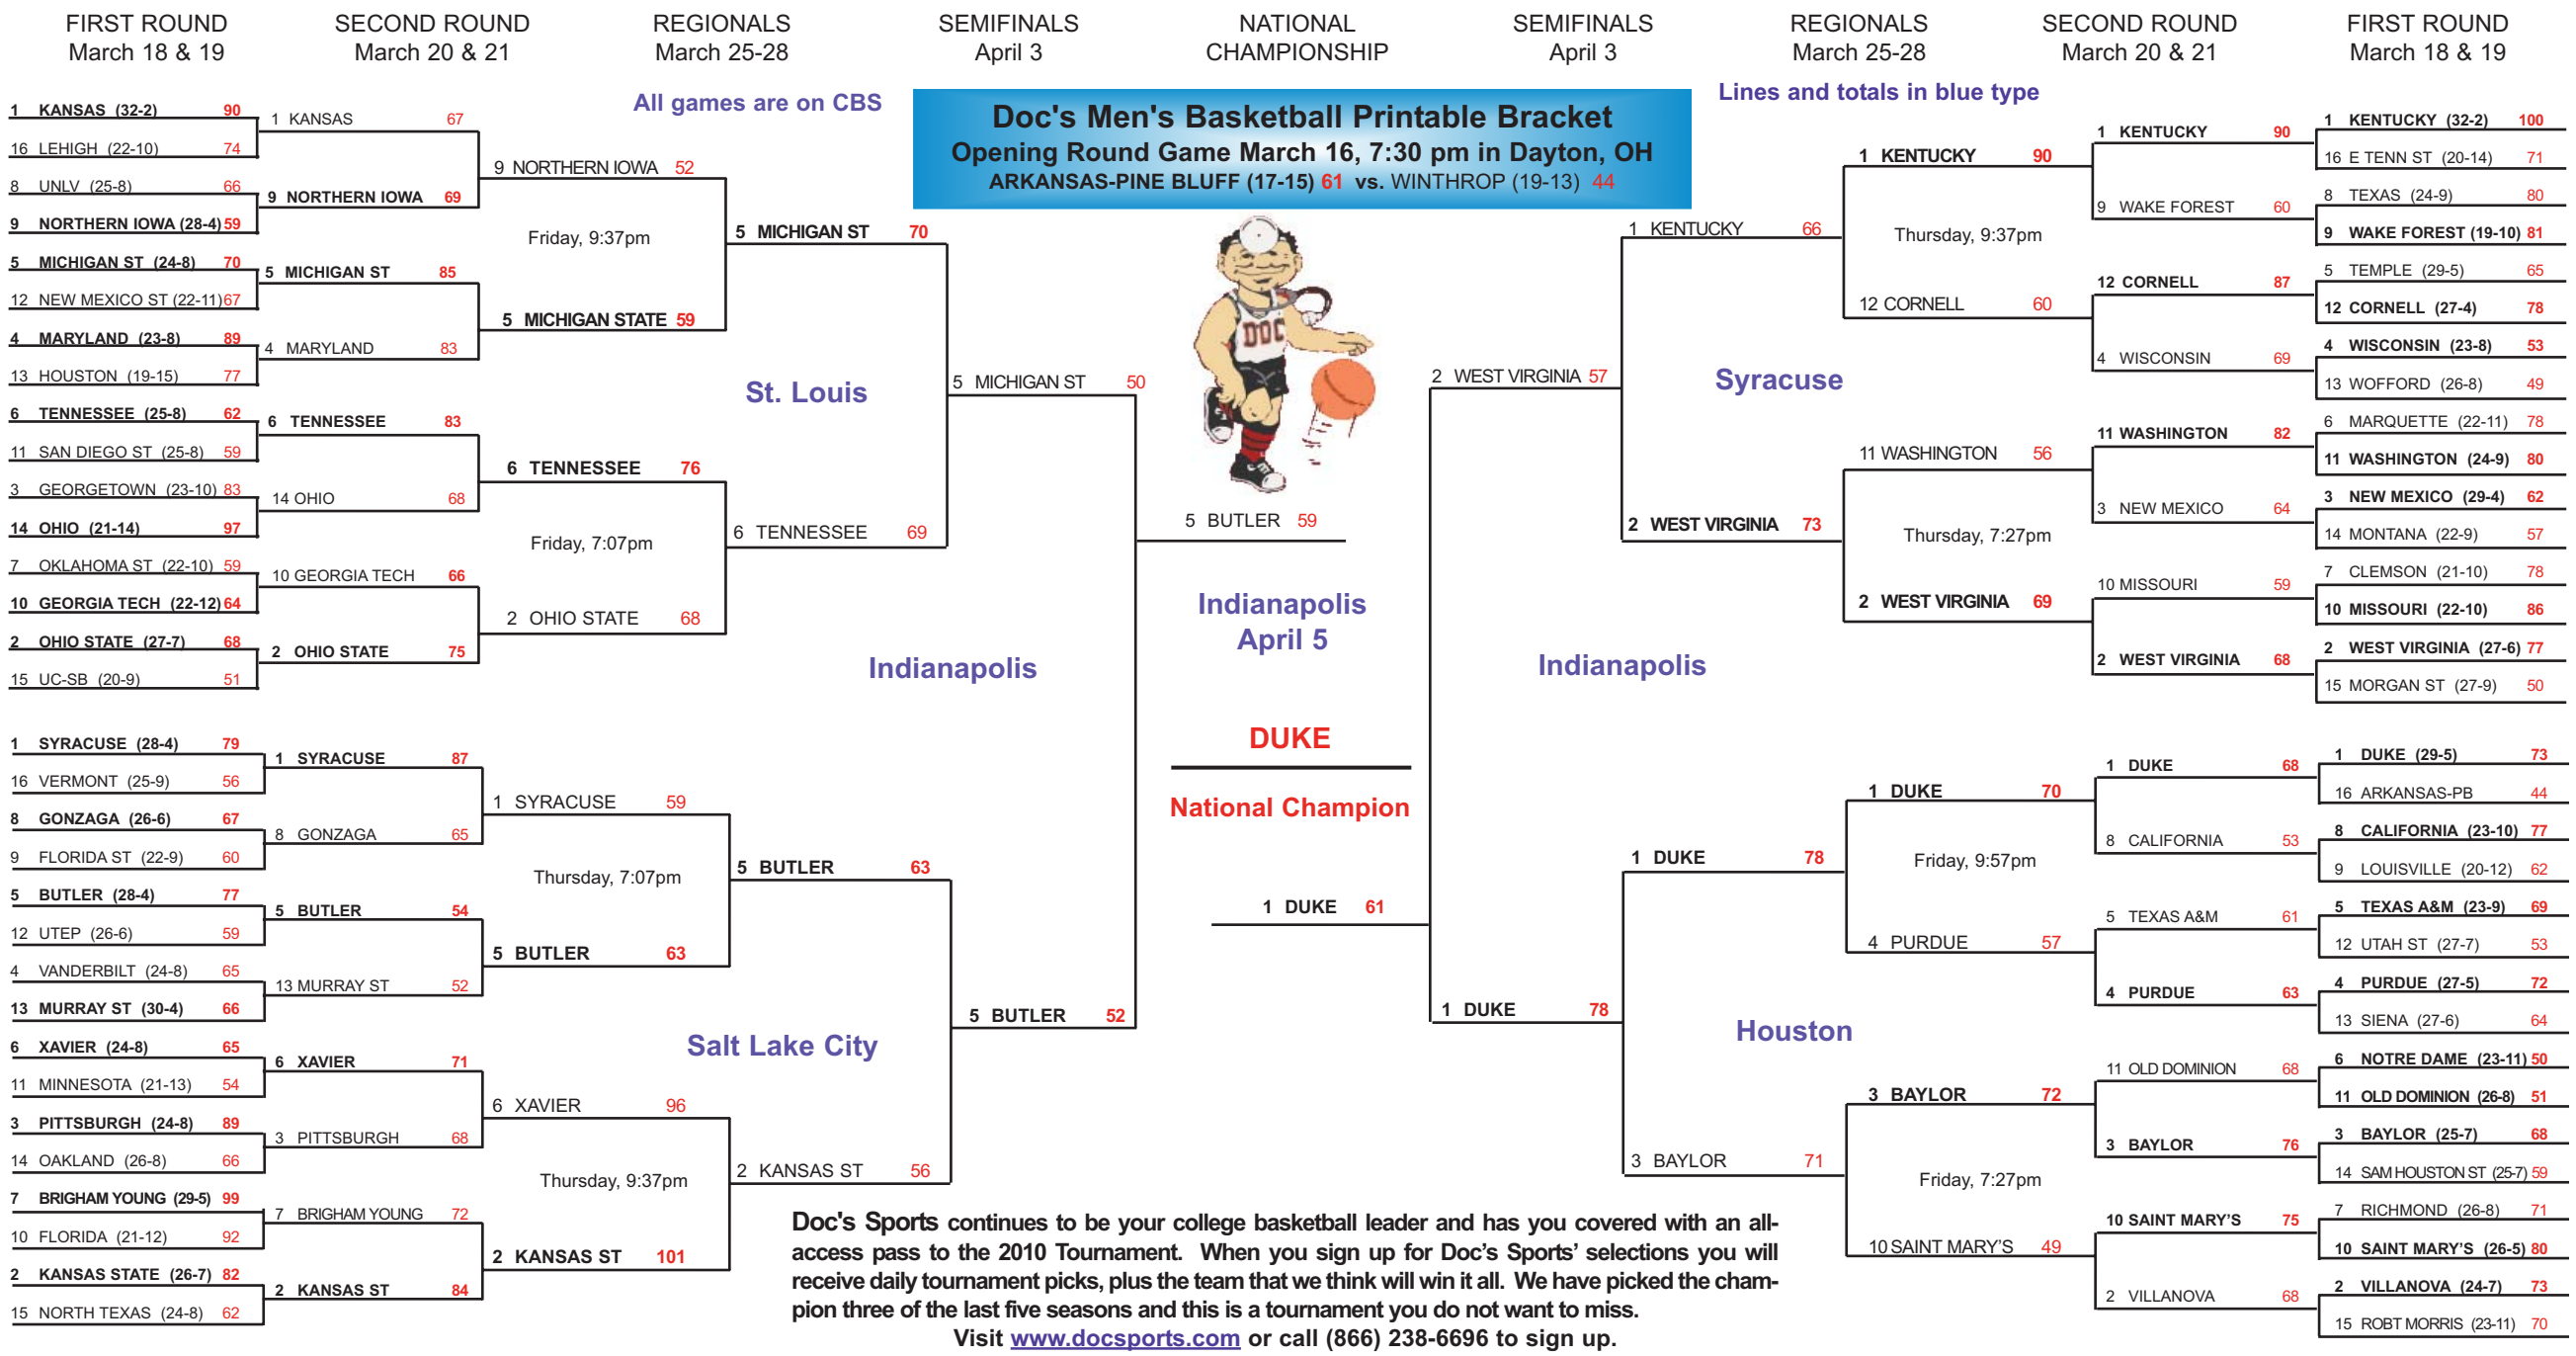 FIRST ROUND
March 18 & 19
SECOND ROUND
March 20 & 21
REGIONALS
March 25-28
SEMIFINALS
April 3
NATIONAL
CHAMPIONSHIP
SEMIFINALS
April 3
REGIONALS
March 25-28
SECOND ROUND
March 20 & 21
FIRST ROUND
March 18 & 19
All games are on CBS
Doc's Men's Basketball Printable Bracket
Opening Round Game March 16, 7:30 pm in Dayton, OH
ARKANSAS-PINE BLUFF (17-15) 61 vs. WINTHROP (19-13) 44
Lines and totals in blue type
1 KANSAS (32-2) 90
16 LEHIGH (22-10) 74
8 UNLV (25-8) 66
9 NORTHERN IOWA (28-4) 59
5 MICHIGAN ST (24-8) 70
12 NEW MEXICO ST (22-11) 67
4 MARYLAND (23-8) 89
13 HOUSTON (19-15) 77
6 TENNESSEE (25-8) 62
11 SAN DIEGO ST (25-8) 59
3 GEORGETOWN (23-10) 83
14 OHIO (21-14) 97
7 OKLAHOMA ST (22-10) 59
10 GEORGIA TECH (22-12) 64
2 OHIO STATE (27-7) 68
15 UC-SB (20-9) 51
1 KANSAS 67
9 NORTHERN IOWA 69
5 MICHIGAN ST 85
4 MARYLAND 83
6 TENNESSEE 83
14 OHIO 68
10 GEORGIA TECH 66
2 OHIO STATE 75
9 NORTHERN IOWA 52
Friday, 9:37pm
5 MICHIGAN STATE 59
6 TENNESSEE 76
Friday, 7:07pm
2 OHIO STATE 68
5 MICHIGAN ST 70
St. Louis
6 TENNESSEE 69
5 MICHIGAN ST 50
Indianapolis
1 SYRACUSE (28-4) 79
16 VERMONT (25-9) 56
8 GONZAGA (26-6) 67
9 FLORIDA ST (22-9) 60
5 BUTLER (28-4) 77
12 UTEP (26-6) 59
4 VANDERBILT (24-8) 65
13 MURRAY ST (30-4) 66
6 XAVIER (24-8) 65
11 MINNESOTA (21-13) 54
3 PITTSBURGH (24-8) 89
14 OAKLAND (26-8) 66
7 BRIGHAM YOUNG (29-5) 99
10 FLORIDA (21-12) 92
2 KANSAS STATE (26-7) 82
15 NORTH TEXAS (24-8) 62
1 SYRACUSE 87
8 GONZAGA 65
5 BUTLER 54
13 MURRAY ST 52
6 XAVIER 71
3 PITTSBURGH 68
7 BRIGHAM YOUNG 72
2 KANSAS ST 84
1 SYRACUSE 59
Thursday, 7:07pm
5 BUTLER 63
6 XAVIER 96
Thursday, 9:37pm
2 KANSAS ST 101
5 BUTLER 63
Salt Lake City
2 KANSAS ST 56
5 BUTLER 52
DOC
5 BUTLER 59
Indianapolis
April 5
DUKE
National Champion
1 DUKE 61
2 WEST VIRGINIA 57
Indianapolis
1 DUKE 78
1 KENTUCKY 66
Syracuse
2 WEST VIRGINIA 73
1 KENTUCKY 90
Thursday, 9:37pm
12 CORNELL 60
11 WASHINGTON 56
Thursday, 7:27pm
2 WEST VIRGINIA 69
1 KENTUCKY 90
9 WAKE FOREST 60
12 CORNELL 87
4 WISCONSIN 69
11 WASHINGTON 82
3 NEW MEXICO 64
10 MISSOURI 59
2 WEST VIRGINIA 68
1 KENTUCKY (32-2) 100
16 E TENN ST (20-14) 71
8 TEXAS (24-9) 80
9 WAKE FOREST (19-10) 81
5 TEMPLE (29-5) 65
12 CORNELL (27-4) 78
4 WISCONSIN (23-8) 53
13 WOFFORD (26-8) 49
6 MARQUETTE (22-11) 78
11 WASHINGTON (24-9) 80
3 NEW MEXICO (29-4) 62
14 MONTANA (22-9) 57
7 CLEMSON (21-10) 78
10 MISSOURI (22-10) 86
2 WEST VIRGINIA (27-6) 77
15 MORGAN ST (27-9) 50
1 DUKE 78
Houston
3 BAYLOR 71
1 DUKE 70
Friday, 9:57pm
4 PURDUE 57
3 BAYLOR 72
Friday, 7:27pm
10 SAINT MARY'S 49
1 DUKE 68
8 CALIFORNIA 53
5 TEXAS A&M 61
4 PURDUE 63
11 OLD DOMINION 68
3 BAYLOR 76
10 SAINT MARY'S 75
2 VILLANOVA 68
1 DUKE (29-5) 73
16 ARKANSAS-PB 44
8 CALIFORNIA (23-10) 77
9 LOUISVILLE (20-12) 62
5 TEXAS A&M (23-9) 69
12 UTAH ST (27-7) 53
4 PURDUE (27-5) 72
13 SIENA (27-6) 64
6 NOTRE DAME (23-11) 50
11 OLD DOMINION (26-8) 51
3 BAYLOR (25-7) 68
14 SAM HOUSTON ST (25-7) 59
7 RICHMOND (26-8) 71
10 SAINT MARY'S (26-5) 80
2 VILLANOVA (24-7) 73
15 ROBT MORRIS (23-11) 70
Doc's Sports continues to be your college basketball leader and has you covered with an all-
access pass to the 2010 Tournament. When you sign up for Doc's Sports' selections you will
receive daily tournament picks, plus the team that we think will win it all. We have picked the cham-
pion three of the last five seasons and this is a tournament you do not want to miss.
Visit www.docsports.com or call (866) 238-6696 to sign up.